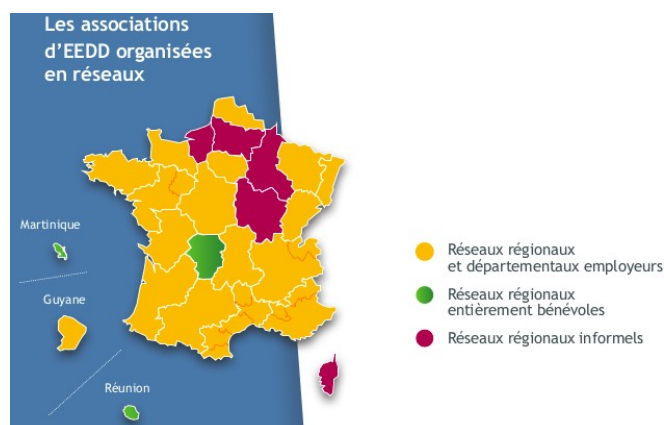 Les associations
d'EEDD organisées
en réseaux
Martinique
Guyane
Réunion
Réseaux régionaux
et départementaux employeurs
Réseaux régionaux
entièrement bénévoles
Réseaux régionaux informels